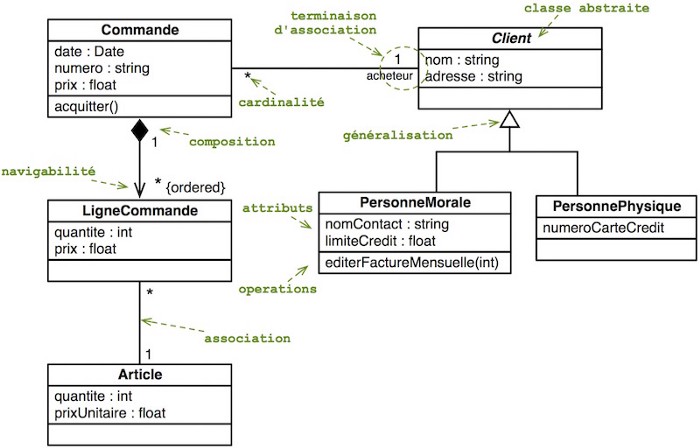 classe abstraite
terminaison
d'association
Commande
date : Date
numero : string
prix : float
acquitter()
*
cardinalité
1
acheteur
Client
nom : string
adresse : string
généralisation
composition
1
navigabilité
* {ordered}
LigneCommande
quantite : int
prix : float
attributs
PersonneMorale
nomContact : string
limiteCredit : float
editerFactureMensuelle(int)
PersonnePhysique
numeroCarteCredit
operations
*
association
1
Article
quantite : int
prixUnitaire : float